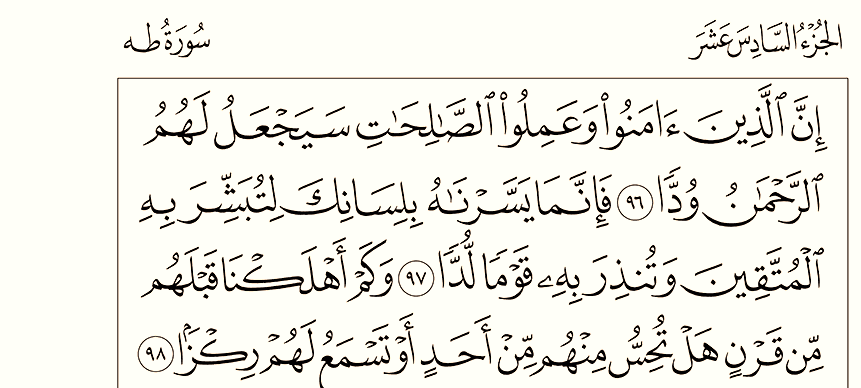 الجُزْءُ السَّادِسَ عَشَرَ
سُورَةُ طه
إِنَّ ٱلَّذِينَ ءَامَنُوا۟ وَعَمِلُوا۟ ٱلصَّـٰلِحَـٰتِ سَيَجْعَلُ لَهُمُ
ٱلرَّحْمَـٰنُ وُدًّا ٩٦ فَإِنَّمَا يَسَّرْنَـٰهُ بِلِسَانِكَ لِتُبَشِّرَ بِهِ
ٱلْمُتَّقِينَ وَتُنذِرَ بِهِۦ قَوْمًا لُّدًّا ٩٧ وَكَمْ أَهْلَكْنَا قَبْلَهُم
مِّن قَرْنٍ هَلْ تُحِسُّ مِنْهُم مِّنْ أَحَدٍ أَوْ تَسْمَعُ لَهُمْ رِكْزًۢا ٩٨